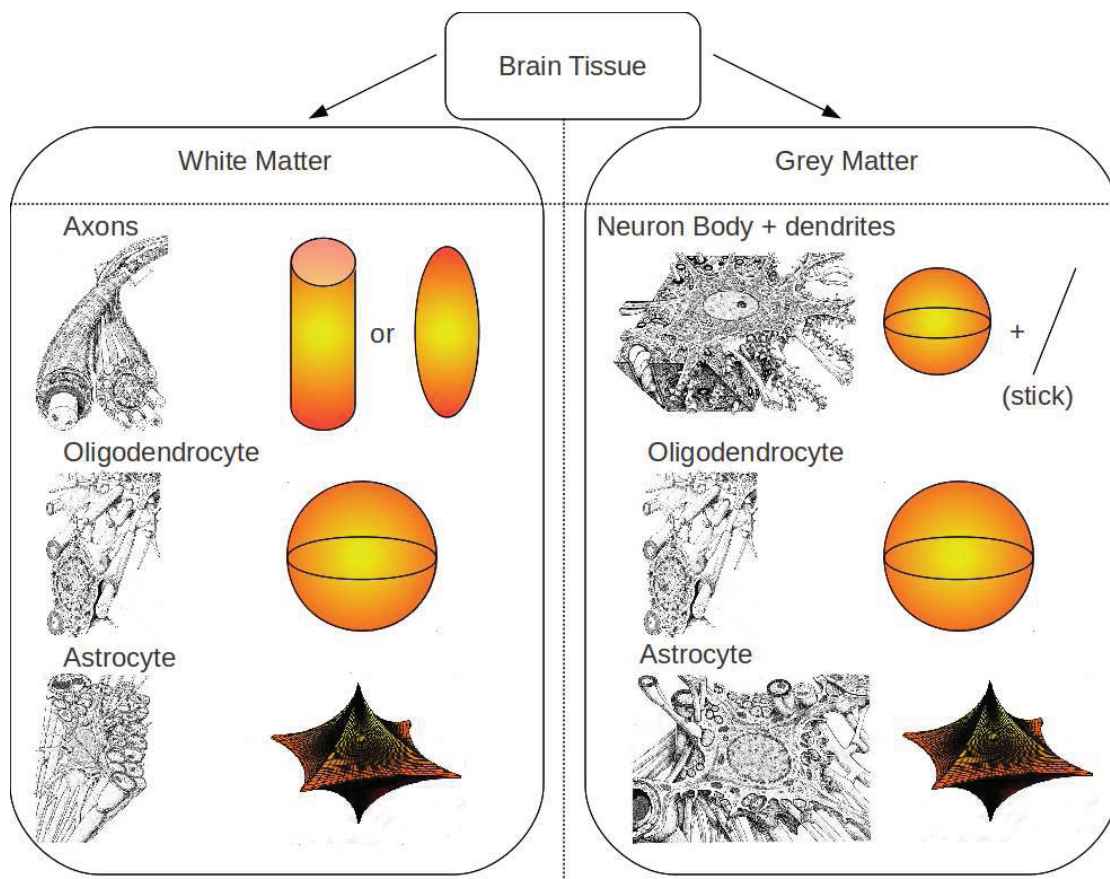 Brain Tissue
White Matter
Axons
or
Oligodendrocyte
Astrocyte
Grey Matter
Neuron Body + dendrites
+
(stick)
Oligodendrocyte
Astrocyte